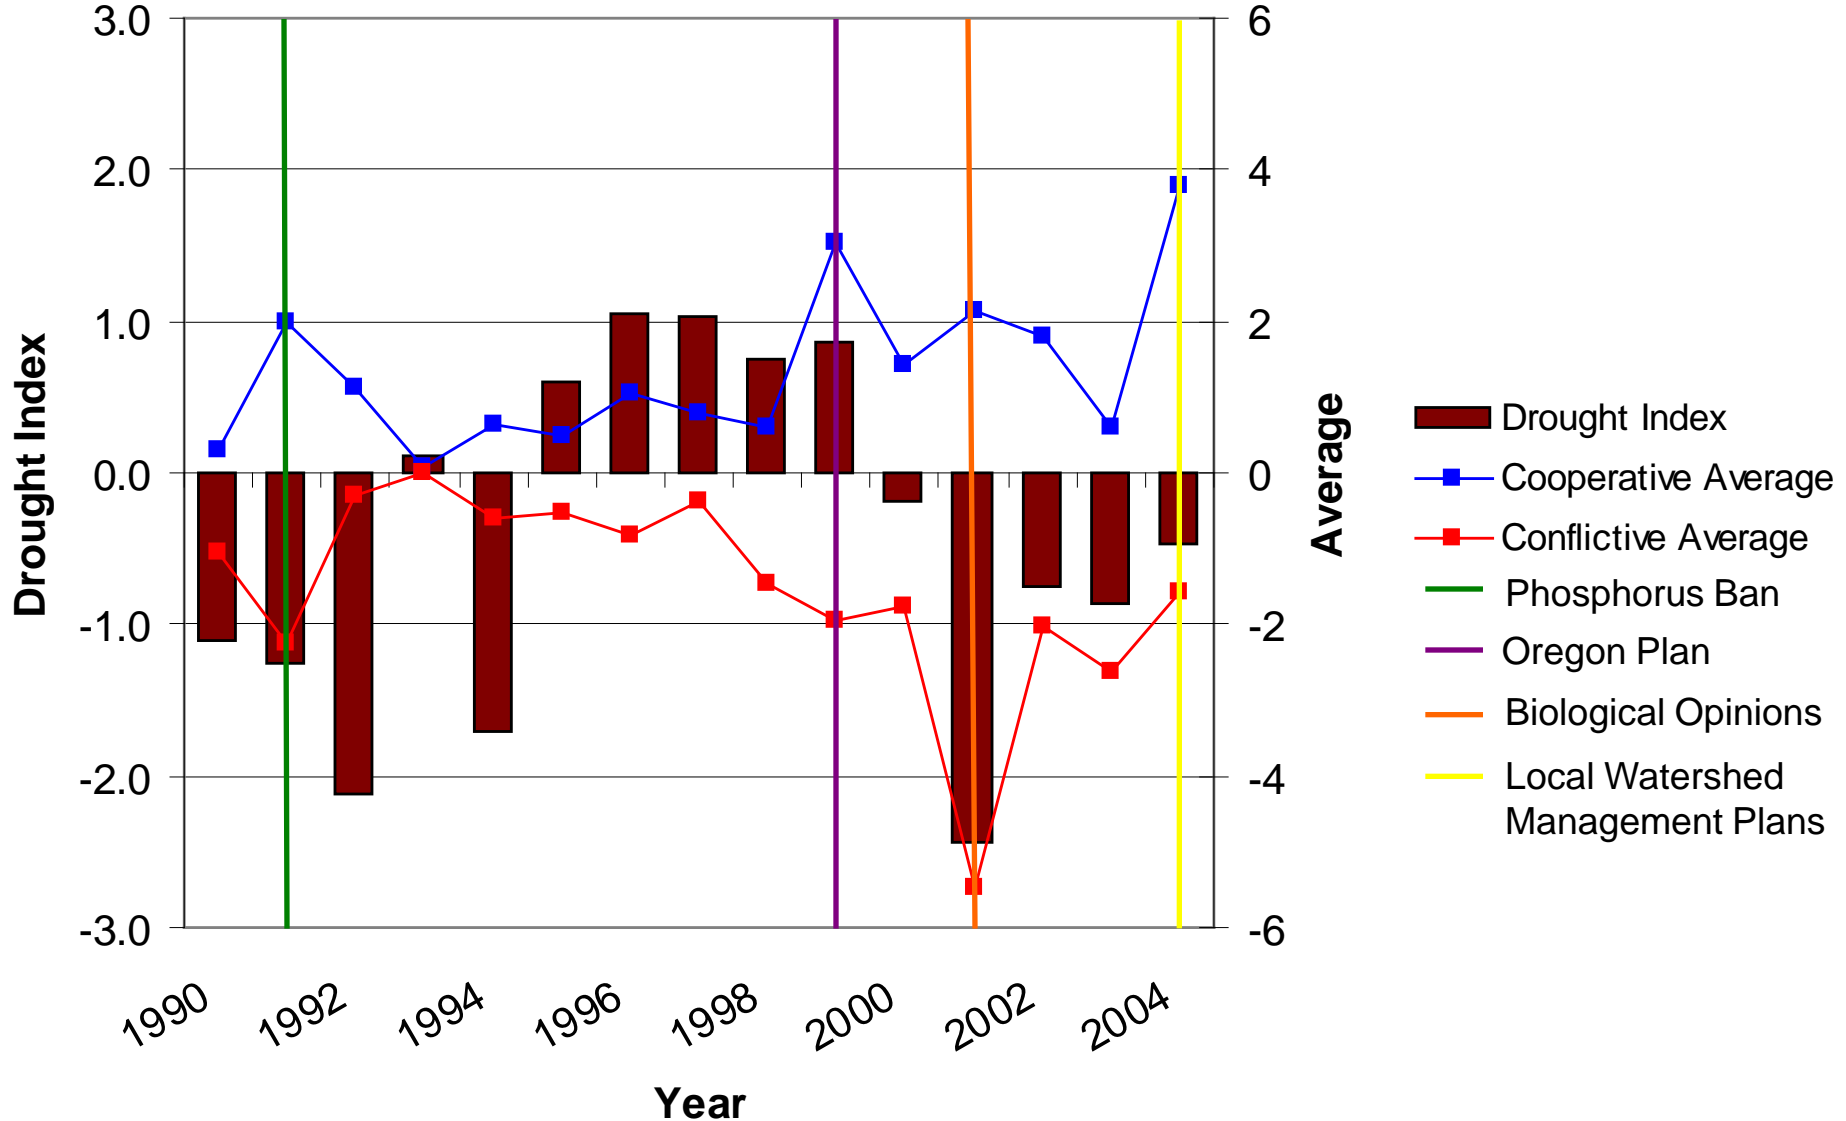 3.0
2.0
1.0
0.0
-1.0
-2.0
-3.0
Drought Index
6
4
2
0
-2
-4
-6
Average
1990
1992
1994
1996
1998
2000
2002
2004
Year
Drought Index
Cooperative Average
Conflictive Average
Phosphorus Ban
Oregon Plan
Biological Opinions
Local Watershed
Management Plans